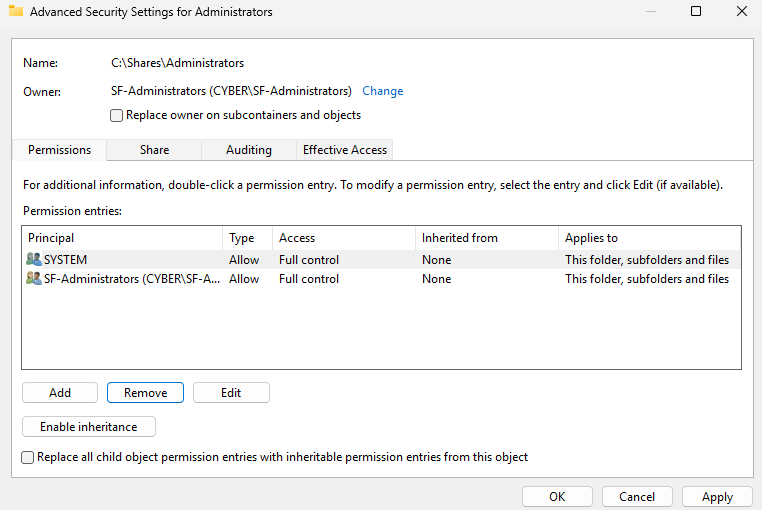 Advanced Security Settings for Administrators
Name: C:\Shares\Administrators
Owner: SF-Administrators (CYBER\SF-Administrators) Change
Replace owner on subcontainers and objects
Permissions Share Auditing Effective Access
For additional information, double-click a permission entry. To modify a permission entry, select the entry and click Edit (if available).
Permission entries:
Principal Type Access Inherited from Applies to
SYSTEM Allow Full control None This folder, subfolders and files
SF-Administrators (CYBER\SF-A... Allow Full control None This folder, subfolders and files
Add Remove Edit
Enable inheritance
Replace all child object permission entries with inheritable permission entries from this object
OK Cancel Apply